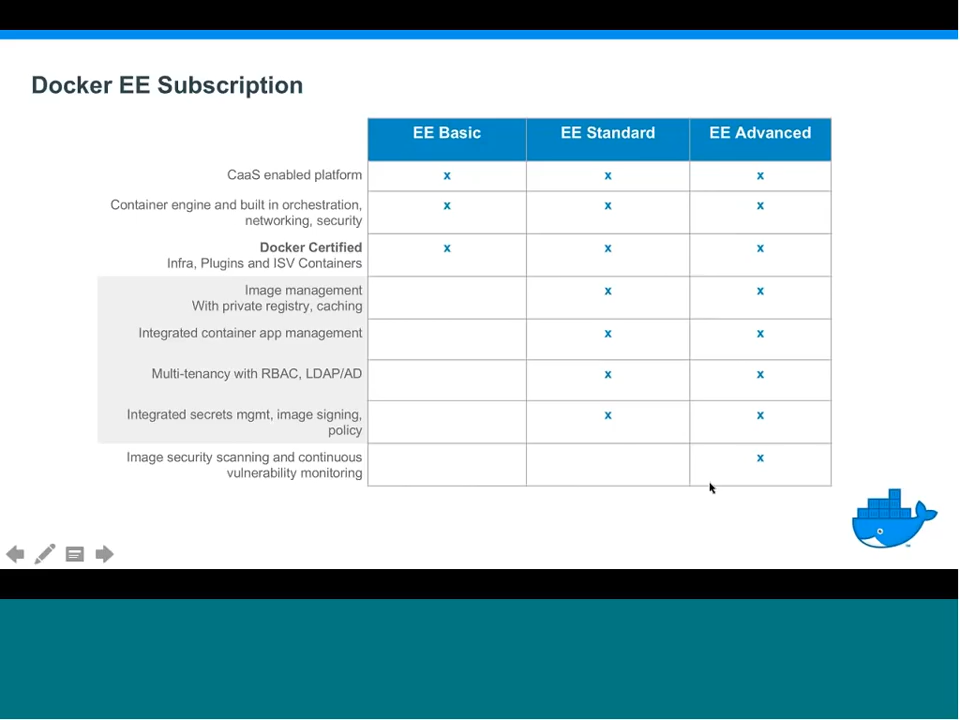 Docker EE Subscription
EE Basic EE Standard EE Advanced
CaaS enabled platform x x x
Container engine and built in orchestration, x x x
networking, security
Docker Certified x x x
Infra, Plugins and ISV Containers
Image management x x
With private registry, caching
Integrated container app management x x
Multi-tenancy with RBAC, LDAP/AD x x
Integrated secrets mgmt, image signing, x x
policy
Image security scanning and continuous x
vulnerability monitoring